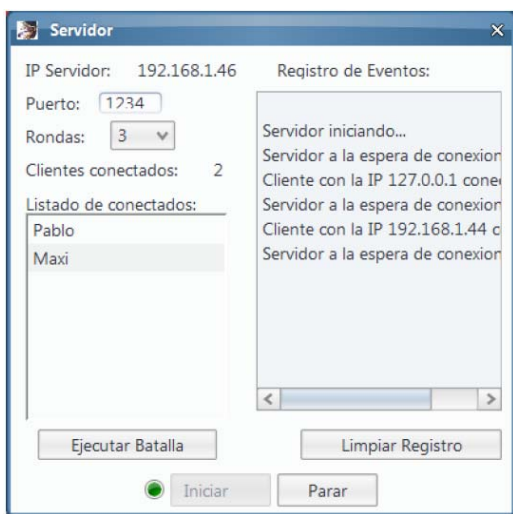 Servidor
IP Servidor: 192.168.1.46
Puerto: 1234
Rondas: 3
Clientes conectados: 2
Listado de conectados:
Pablo
Maxi
Registro de Eventos:
Servidor iniciando...
Servidor a la espera de conexion
Cliente con la IP 127.0.0.1 cone
Servidor a la espera de conexion
Cliente con la IP 192.168.1.44 c
Servidor a la espera de conexion
Ejecutar Batalla
Limpiar Registro
Iniciar
Parar